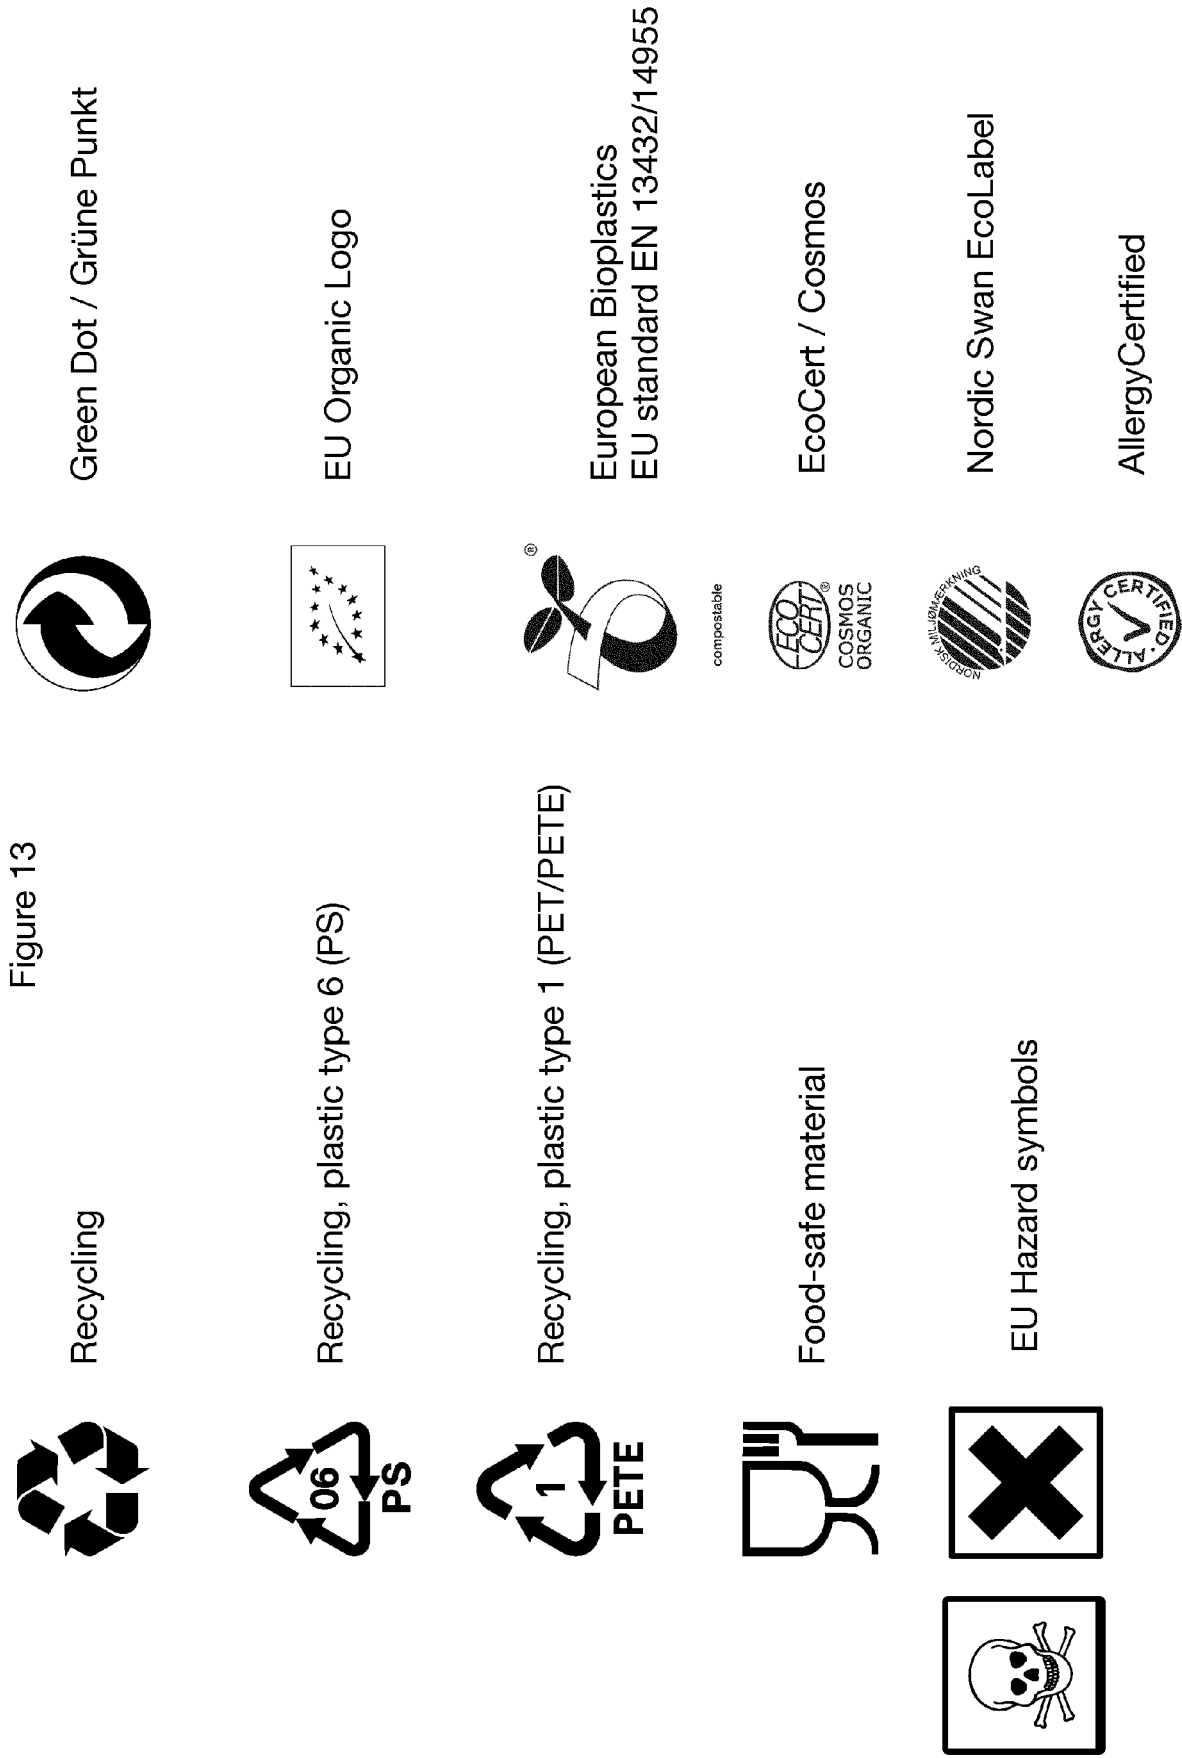 Figure 13
Recycling
06
PS
Recycling, plastic type 6 (PS)
1
PETE
Recycling, plastic type 1 (PET/PETE)
Food-safe material
EU Hazard symbols
Green Dot / Grüne Punkt
EU Organic Logo
®
compostable
European Bioplastics
EU standard EN 13432/14955
ECO
CERT®
COSMOS
ORGANIC
EcoCert / Cosmos
NORDISK MILJØMÆRKNING
Nordic Swan EcoLabel
ALLERGY CERTIFIED ·
AllergyCertified